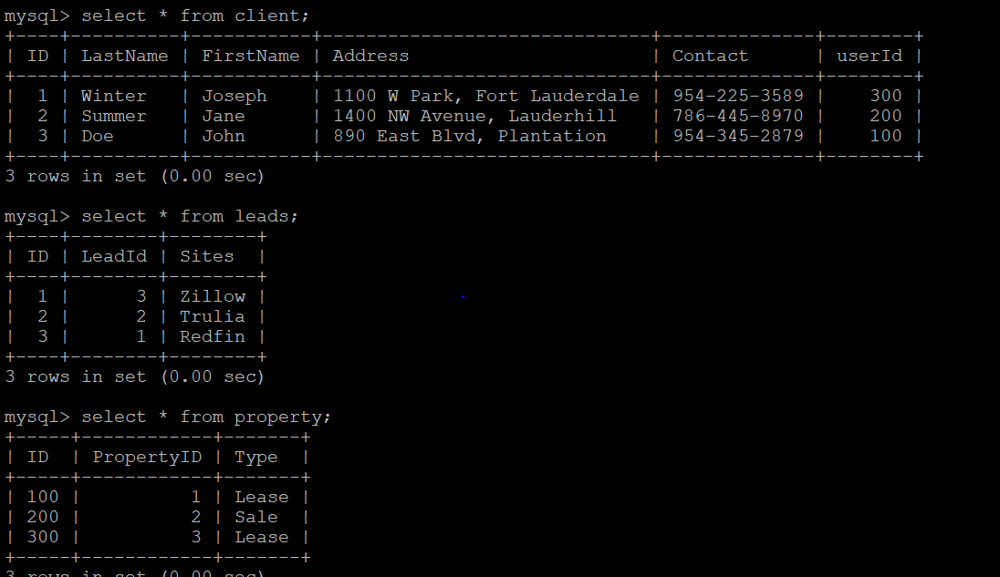 mysql> select * from client;
+----+----------+-----------+------------------------------+--------------+--------+
| ID | LastName | FirstName | Address                      | Contact      | userId |
+----+----------+-----------+------------------------------+--------------+--------+
|  1 | Winter   | Joseph    | 1100 W Park, Fort Lauderdale | 954-225-3589 |    300 |
|  2 | Summer   | Jane      | 1400 NW Avenue, Lauderhill   | 786-445-8970 |    200 |
|  3 | Doe      | John      | 890 East Blvd, Plantation    | 954-345-2879 |    100 |
+----+----------+-----------+------------------------------+--------------+--------+
3 rows in set (0.00 sec)
mysql> select * from leads;
+----+--------+--------+
| ID | LeadId | Sites  |
+----+--------+--------+
|  1 |      3 | Zillow |
|  2 |      2 | Trulia |
|  3 |      1 | Redfin |
+----+--------+--------+
3 rows in set (0.00 sec)
mysql> select * from property;
+-----+------------+-------+
| ID  | PropertyID | Type  |
+-----+------------+-------+
| 100 |          1 | Lease |
| 200 |          2 | Sale  |
| 300 |          3 | Lease |
+-----+------------+-------+
3 rows in set (0.00 sec)